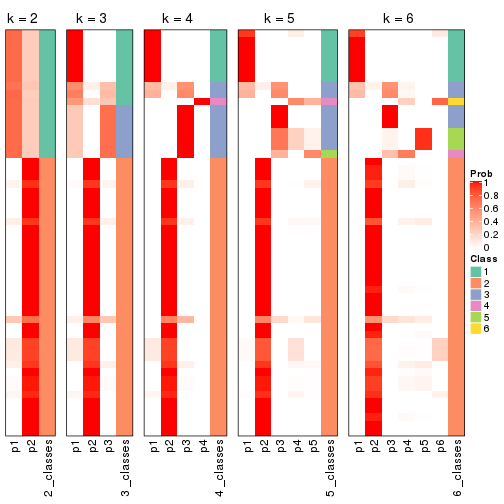 k = 2
k = 3
k = 4
k = 5
k = 6
Prob
1
0.8
0.6
0.4
0.2
0
Class
1
2
3
4
5
6
p1
p2
2_classes
p1
p2
p3
3_classes
p1
p2
p3
p4
4_classes
p1
p2
p3
p4
p5
5_classes
p1
p2
p3
p4
p5
p6
6_classes